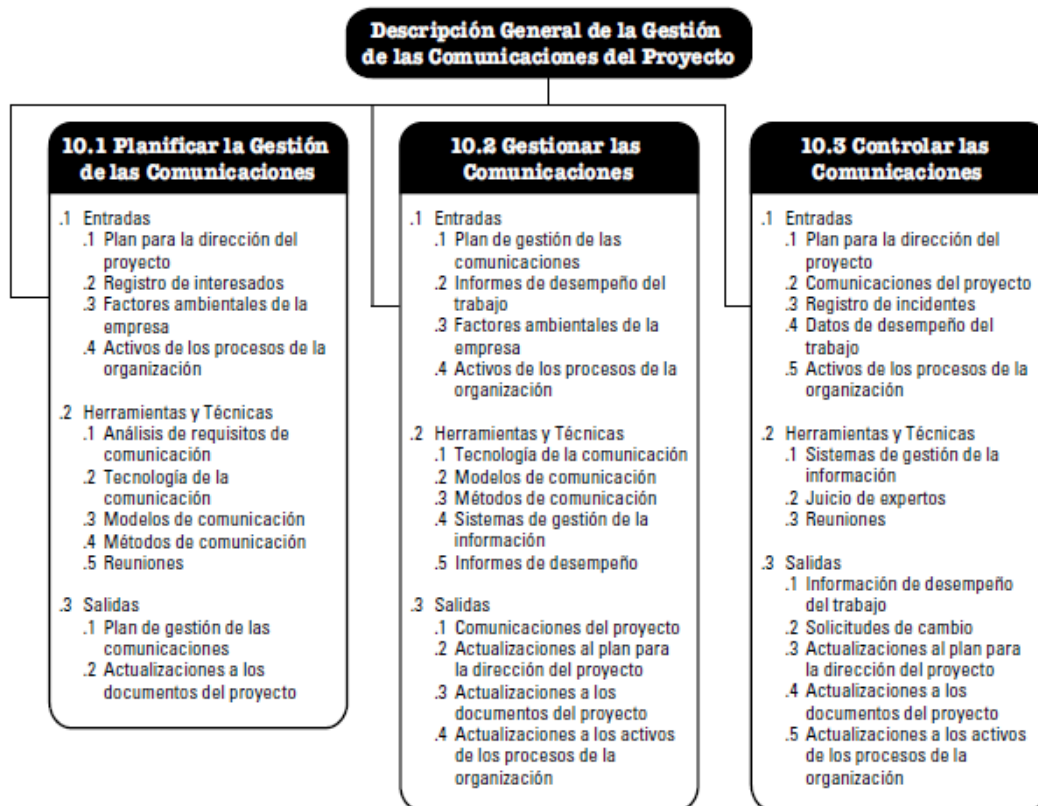 Descripción General de la Gestión
de las Comunicaciones del Proyecto
10.1 Planificar la Gestión
de las Comunicaciones
.1 Entradas
.1 Plan para la dirección del
proyecto
.2 Registro de interesados
.3 Factores ambientales de la
empresa
.4 Activos de los procesos de la
organización
.2 Herramientas y Técnicas
.1 Análisis de requisitos de
comunicación
.2 Tecnología de la
comunicación
.3 Modelos de comunicación
.4 Métodos de comunicación
.5 Reuniones
.3 Salidas
.1 Plan de gestión de las
comunicaciones
.2 Actualizaciones a los
documentos del proyecto
10.2 Gestionar las
Comunicaciones
.1 Entradas
.1 Plan de gestión de las
comunicaciones
.2 Informes de desempeño del
trabajo
.3 Factores ambientales de la
empresa
.4 Activos de los procesos de la
organización
.2 Herramientas y Técnicas
.1 Tecnología de la comunicación
.2 Modelos de comunicación
.3 Métodos de comunicación
.4 Sistemas de gestión de la
información
.5 Informes de desempeño
.3 Salidas
.1 Comunicaciones del proyecto
.2 Actualizaciones al plan para
la dirección del proyecto
.3 Actualizaciones a los
documentos del proyecto
.4 Actualizaciones a los activos
de los procesos de la
organización
10.3 Controlar las
Comunicaciones
.1 Entradas
.1 Plan para la dirección del
proyecto
.2 Comunicaciones del proyecto
.3 Registro de incidentes
.4 Datos de desempeño del
trabajo
.5 Activos de los procesos de la
organización
.2 Herramientas y Técnicas
.1 Sistemas de gestión de la
información
.2 Juicio de expertos
.3 Reuniones
.3 Salidas
.1 Información de desempeño
del trabajo
.2 Solicitudes de cambio
.3 Actualizaciones al plan para
la dirección del proyecto
.4 Actualizaciones a los
documentos del proyecto
.5 Actualizaciones a los activos
de los procesos de la
organización